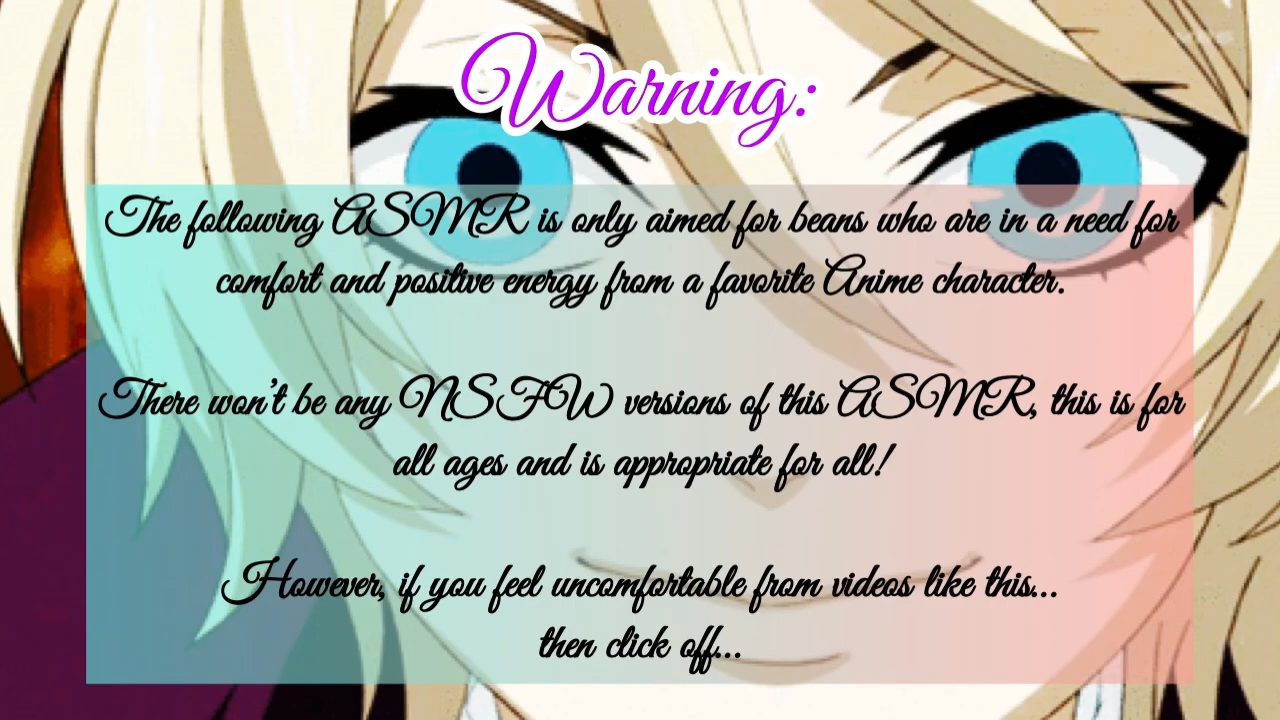 Warning:
The following ASMR is only aimed for beans who are in a need for
comfort and positive energy from a favorite Anime character.
There won't be any NSFW versions of this ASMR, this is for
all ages and is appropriate for all!
However, if you feel uncomfortable from videos like this...
then click off...